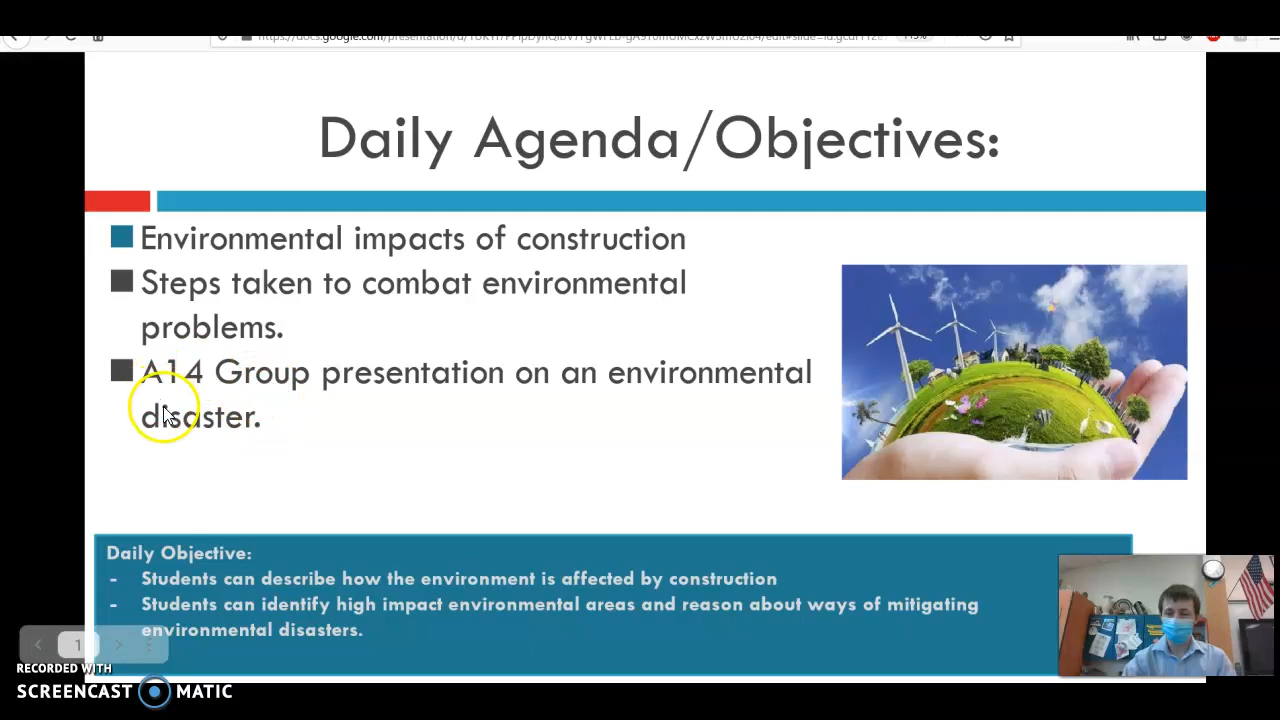 Daily Agenda/Objectives:
Environmental impacts of construction
Steps taken to combat environmental
problems.
A14 Group presentation on an environmental
disaster.
Daily Objective:
- Students can describe how the environment is affected by construction
- Students can identify high impact environmental areas and reason about ways of mitigating
environmental disasters.
1
RECORDED WITH
SCREENCAST MATIC